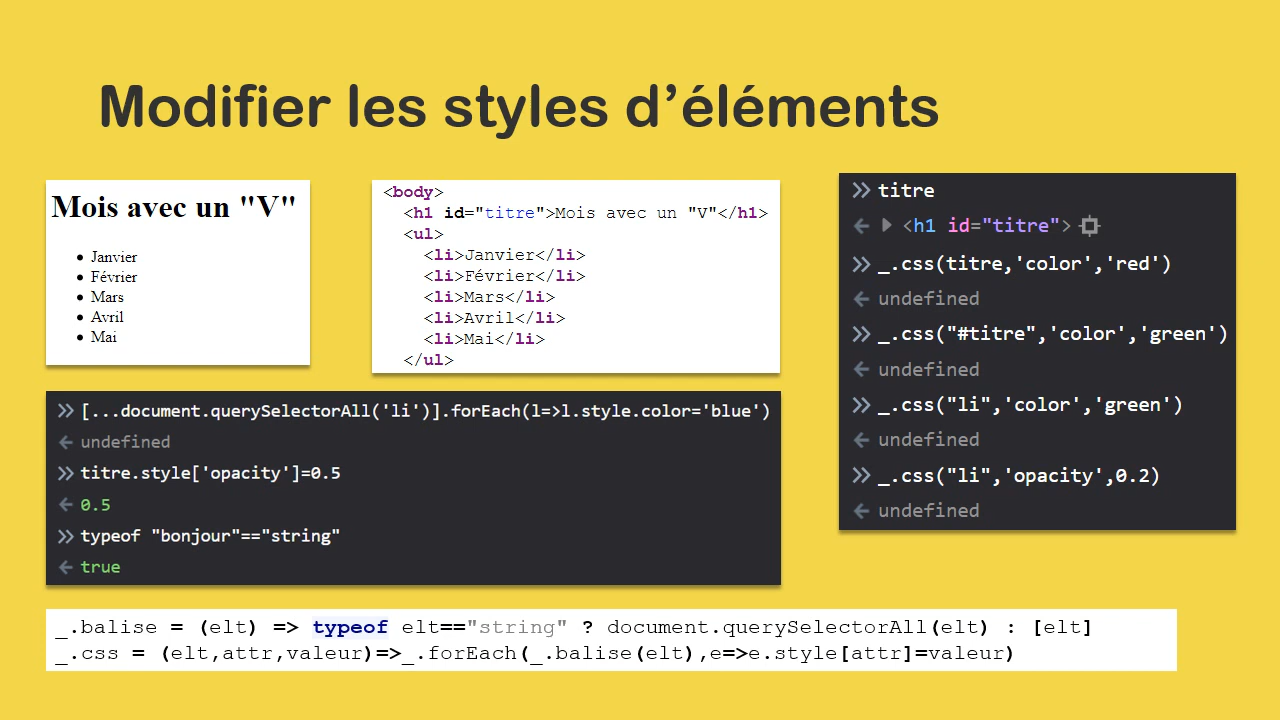 Modifier les styles d’éléments
Mois avec un "V"
Janvier
Février
Mars
Avril
Mai
<body>
<h1 id="titre">Mois avec un "V"</h1>
<ul>
<li>Janvier</li>
<li>Février</li>
<li>Mars</li>
<li>Avril</li>
<li>Mai</li>
</ul>
titre
<h1 id="titre">
_.css(titre,'color','red')
undefined
_.css("#titre",'color','green')
undefined
_.css("li",'color','green')
undefined
_.css("li",'opacity',0.2)
undefined
[...document.querySelectorAll('li')].forEach(l=>l.style.color='blue')
undefined
titre.style['opacity']=0.5
0.5
typeof "bonjour"=="string"
true
_.balise = (elt) => typeof elt=="string" ? document.querySelectorAll(elt) : [elt]
_.css = (elt,attr,valeur)=>_.forEach(_.balise(elt),e=>e.style[attr]=valeur)